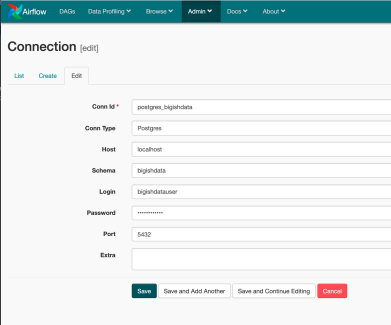 Airflow DAGs Data Profiling Browse Admin Docs About
Connection [edit]
List Create Edit
Conn Id * postgres_bigishdata
Conn Type Postgres
Host localhost
Schema bigishdata
Login bigishdatauser
Password ············
Port 5432
Extra
Save Save and Add Another Save and Continue Editing Cancel